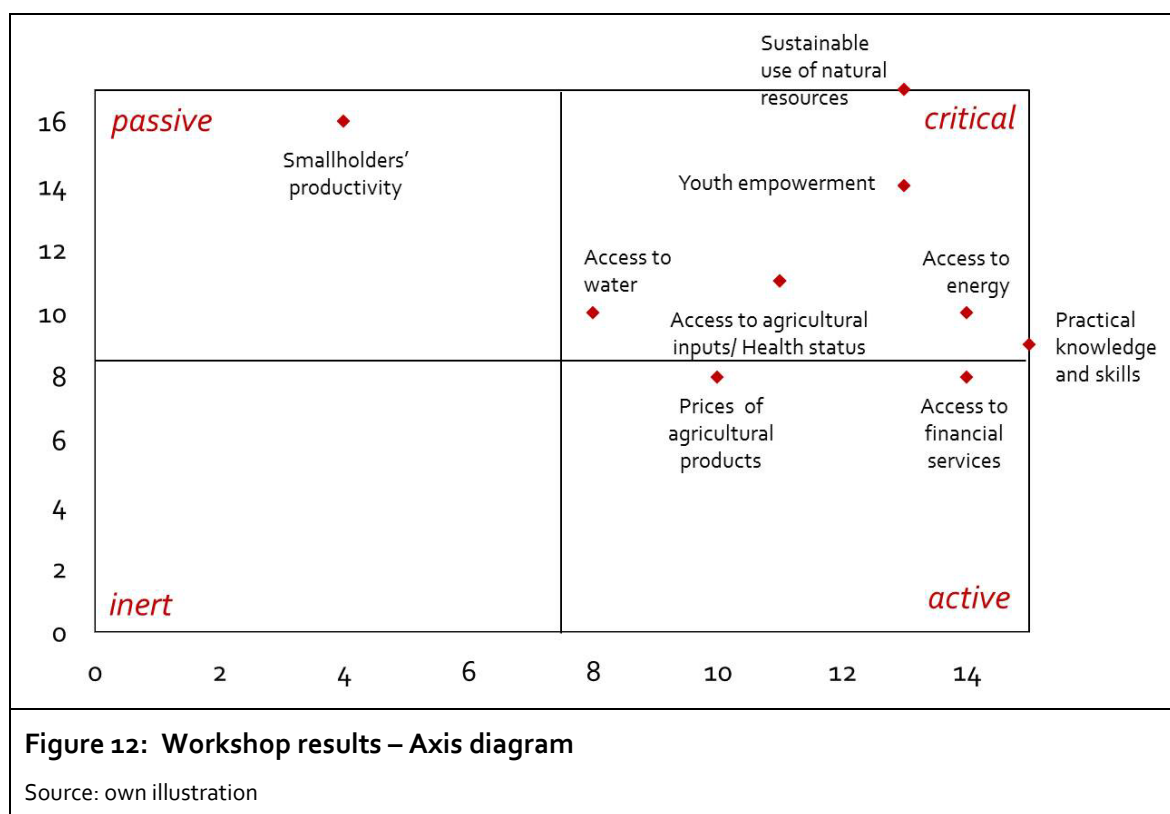 Sustainable
use of natural
resources
16
passive
critical
Smallholders’
productivity
14
Youth empowerment
12
Access to
water
Access to
energy
10
Access to agricultural
inputs/ Health status
Practical
knowledge
and skills
8
Prices of
agricultural
products
Access to
financial
services
6
4
2
inert
active
0
0 2 4 6 8 10 12 14
Figure 12: Workshop results – Axis diagram
Source: own illustration